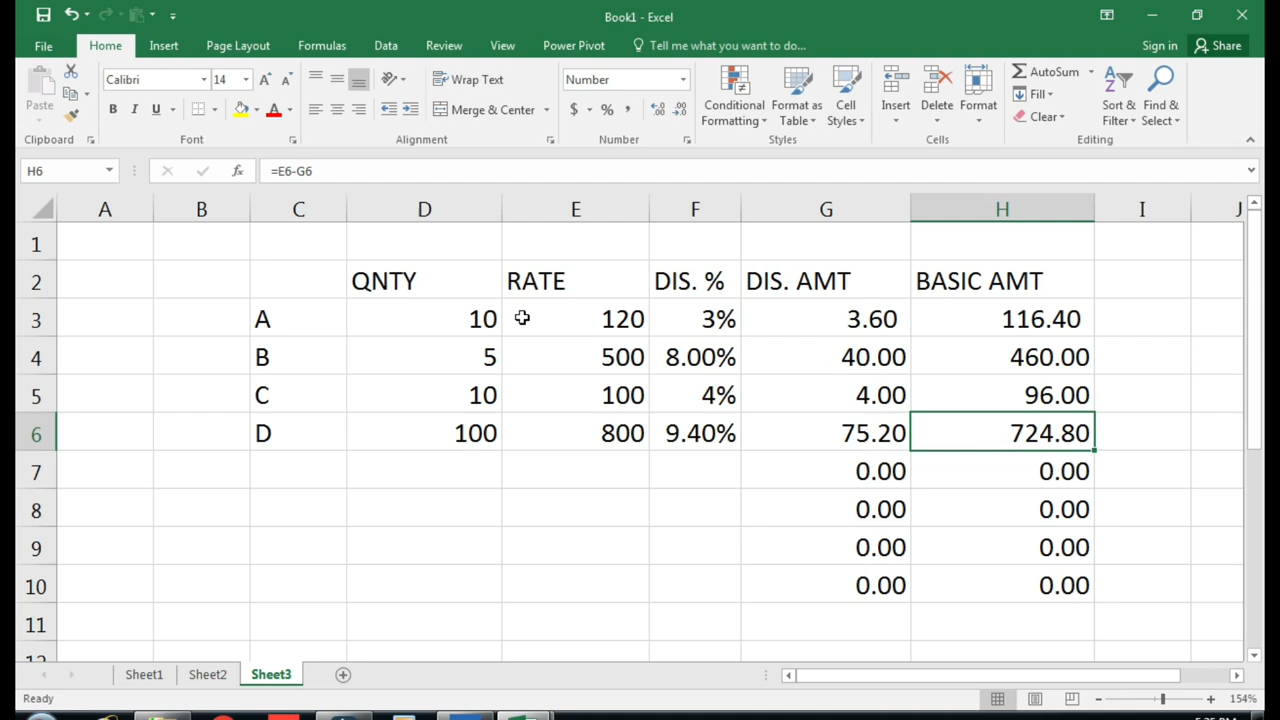 Book1 - Excel
File Home Insert Page Layout Formulas Data Review View Power Pivot Tell me what you want to do... Sign in Share
Calibri 14 Wrap Text Number AutoSum
Paste B I U Merge & Center $ % Conditional Formatting Format as Table Cell Styles Insert Delete Format Fill Clear Sort & Filter Find & Select
Clipboard Font Alignment Number Styles Cells Editing
H6 fx =E6-G6
A B C D E F G H I J
1
2 QNTY RATE DIS. % DIS. AMT BASIC AMT
3 A 10 120 3% 3.60 116.40
4 B 5 500 8.00% 40.00 460.00
5 C 10 100 4% 4.00 96.00
6 D 100 800 9.40% 75.20 724.80
7 0.00 0.00
8 0.00 0.00
9 0.00 0.00
10 0.00 0.00
11
12
Sheet1 Sheet2 Sheet3
Ready 154%